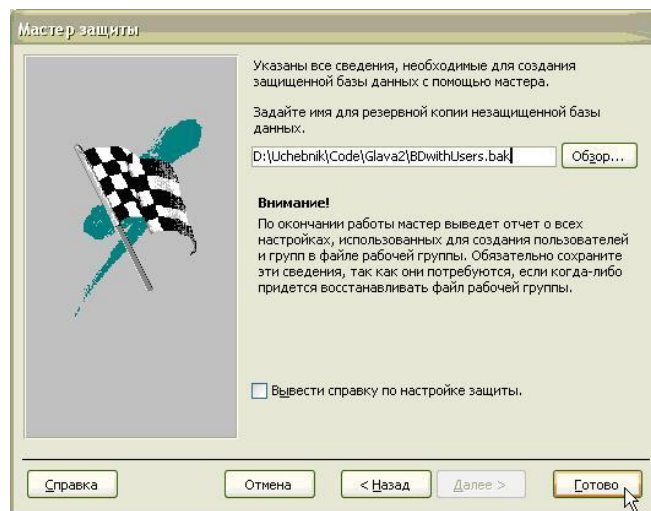 Мастер защиты
Указаны все сведения, необходимые для создания
защищенной базы данных с помощью мастера.
Задайте имя для резервной копии незащищенной базы
данных.
D:\Uchebnik\Code\Glava2\BDwithUsers.bak
Обзор...
Внимание!
По окончании работы мастер выведет отчет о всех
настройках, использованных для создания пользователей
и групп в файле рабочей группы. Обязательно сохраните
эти сведения, так как они потребуются, если когда-либо
придется восстанавливать файл рабочей группы.
Вывести справку по настройке защиты.
Справка
Отмена
< Назад
Далее >
Готово